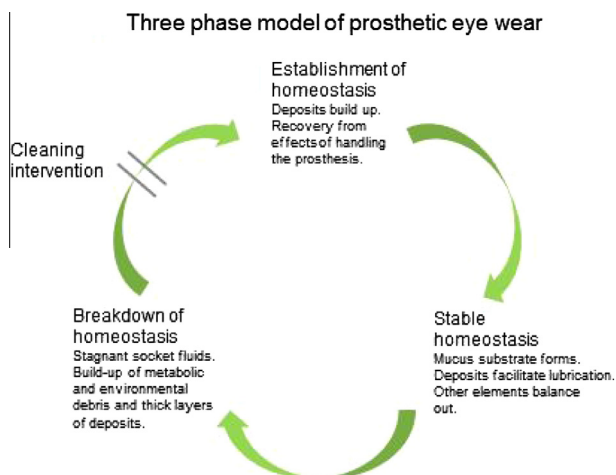 Three phase model of prosthetic eye wear
Establishment of
homeostasis
Deposits build up.
Recovery from
effects of handling
the prosthesis.
Cleaning
intervention
Stable
homeostasis
Mucus substrate forms.
Deposits facilitate lubrication.
Other elements balance
out.
Breakdown of
homeostasis
Stagnant socket fluids.
Build-up of metabolic
and environmental
debris and thick layers
of deposits.